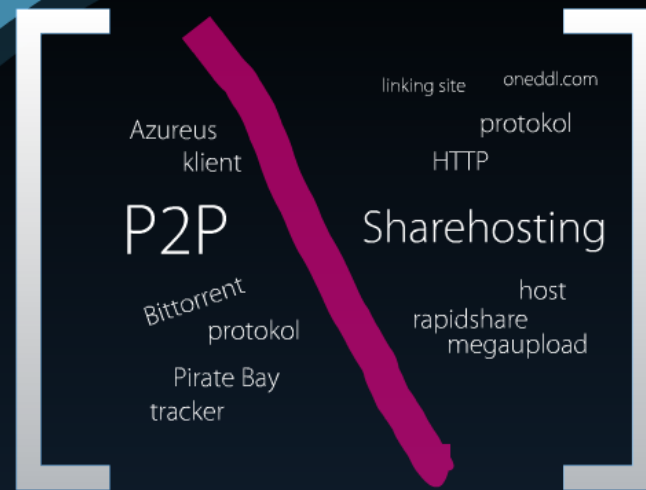 Azureus
klient
P2P
Bittorrent
protokol
Pirate Bay
tracker
linking site
oneddl.com
protokol
HTTP
Sharehosting
host
rapidshare
megaupload